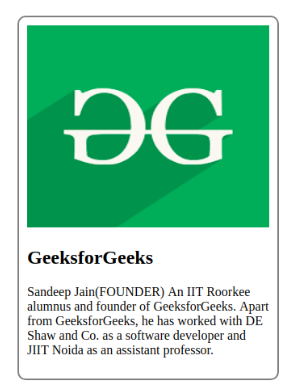 GeeksforGeeks
Sandeep Jain(FOUNDER) An IIT Roorkee
alumnus and founder of GeeksforGeeks. Apart
from GeeksforGeeks, he has worked with DE
Shaw and Co. as a software developer and
JIIT Noida as an assistant professor.